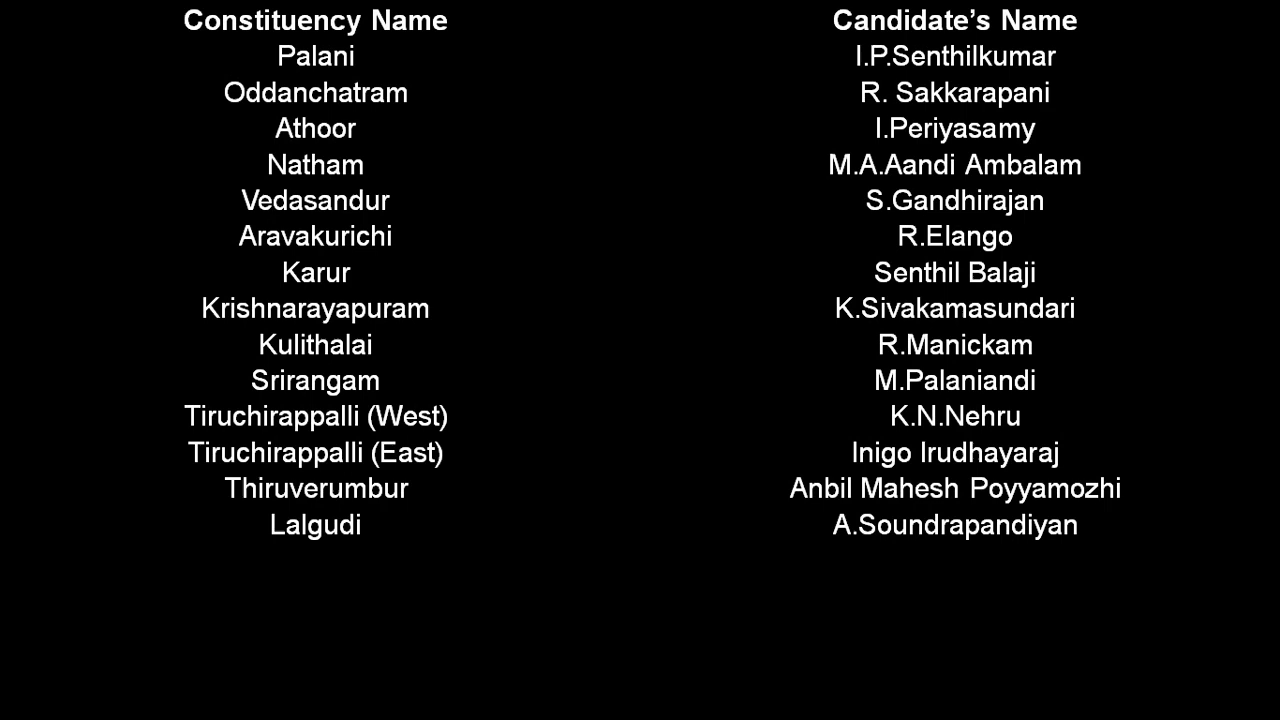 Constituency Name Candidate’s Name
Palani I.P.Senthilkumar
Oddanchatram R. Sakkarapani
Athoor I.Periyasamy
Natham M.A.Aandi Ambalam
Vedasandur S.Gandhirajan
Aravakurichi R.Elango
Karur Senthil Balaji
Krishnarayapuram K.Sivakamasundari
Kulithalai R.Manickam
Srirangam M.Palaniandi
Tiruchirappalli (West) K.N.Nehru
Tiruchirappalli (East) Inigo Irudhayaraj
Thiruverumbur Anbil Mahesh Poyyamozhi
Lalgudi A.Soundrapandiyan